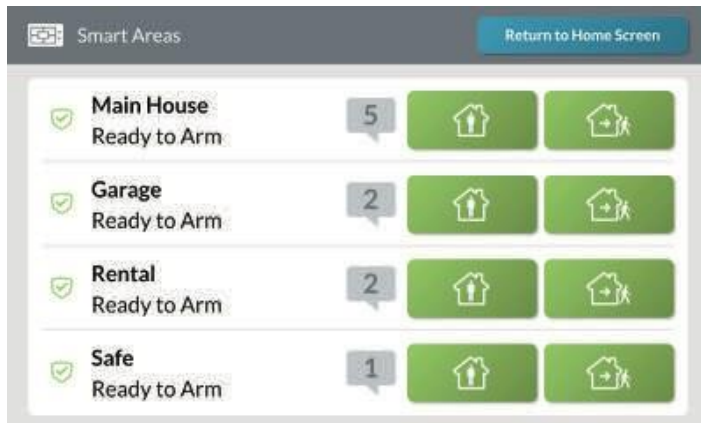 Smart Areas
Return to Home Screen
Main House
Ready to Arm
5
Garage
Ready to Arm
2
Rental
Ready to Arm
2
Safe
Ready to Arm
1